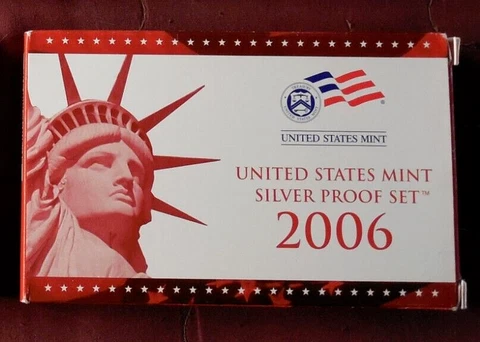 UNITED STATES MINT
UNITED STATES MINT
SILVER PROOF SET™
2006